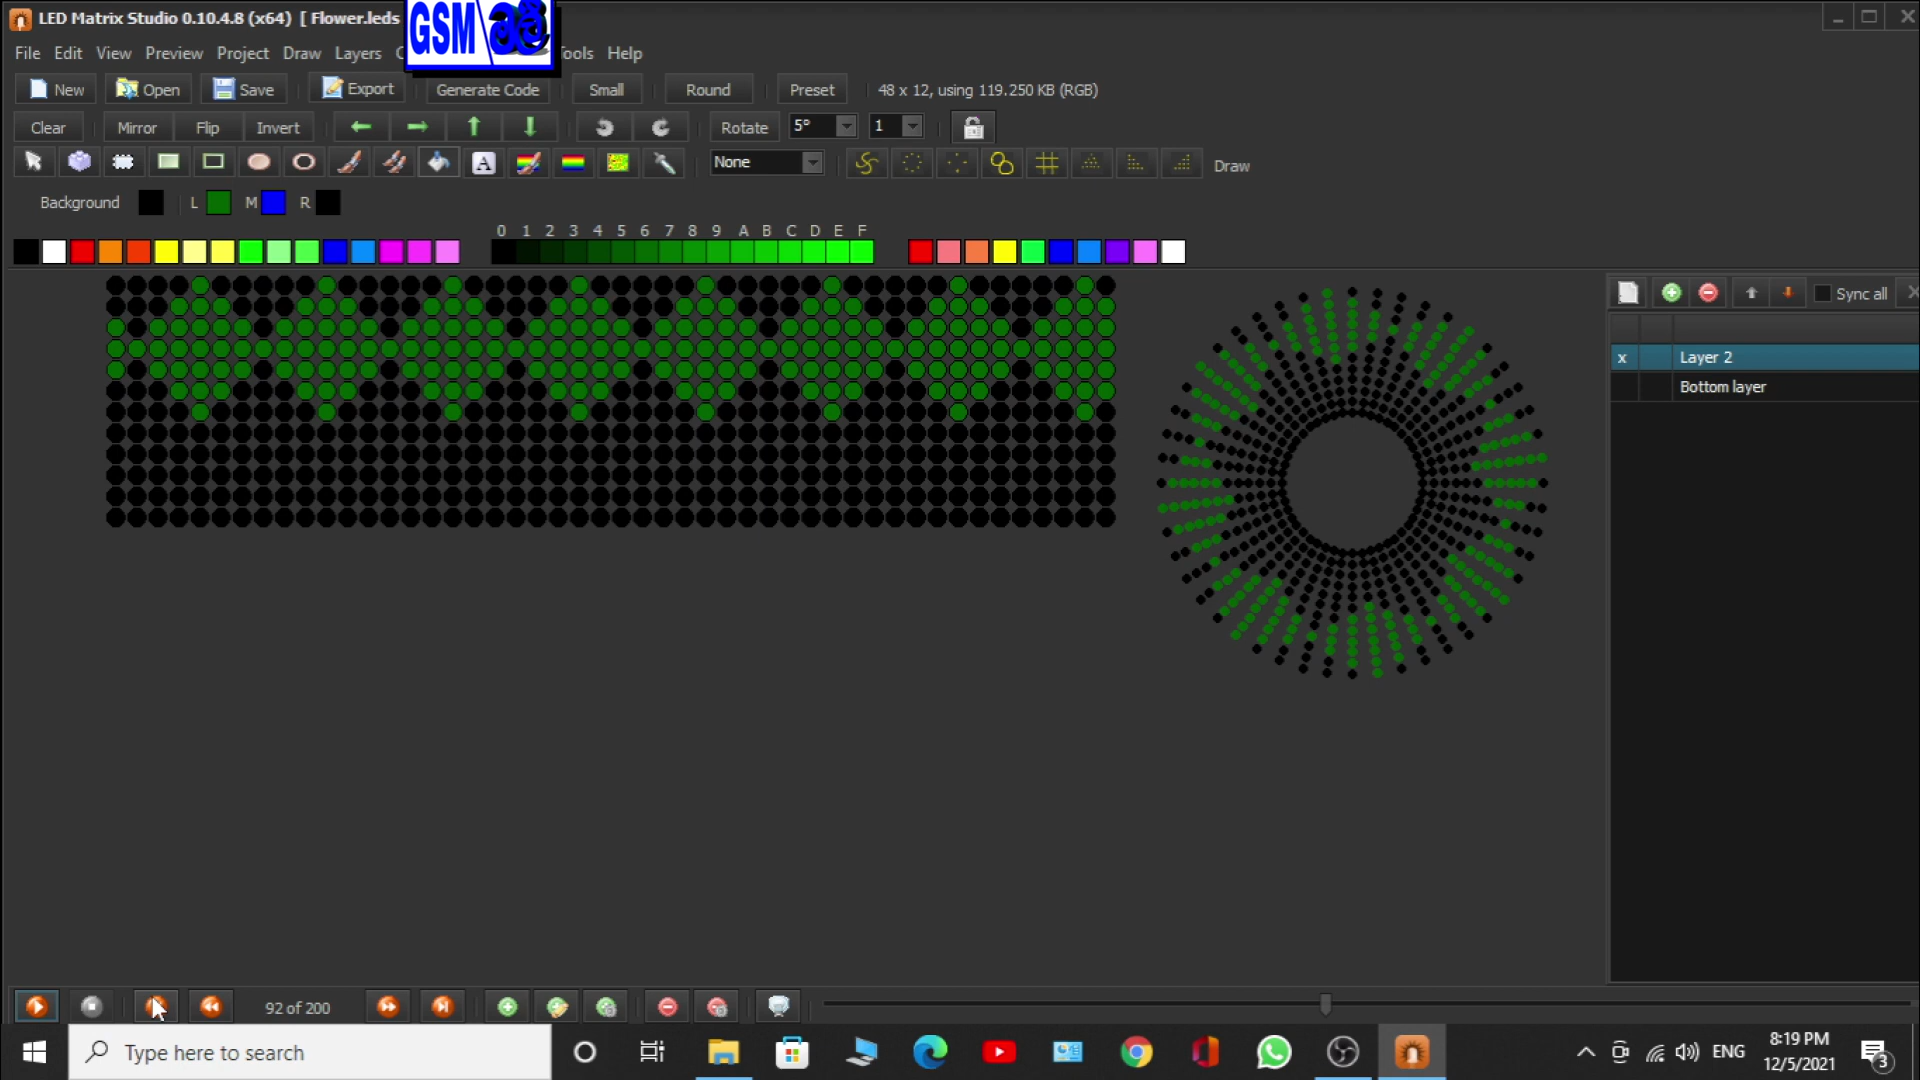 LED Matrix Studio 0.10.4.8 (x64) [ Flower.leds
GSM
File Edit View Preview Project Draw Layers Tools Help
New Open Save Export Generate Code Small Round Preset 48 x 12, using 119.250 KB (RGB)
Clear Mirror Flip Invert Rotate 5° 1
A None Draw
Background L M R
0 1 2 3 4 5 6 7 8 9 A B C D E F
Sync all
x Layer 2
Bottom layer
92 of 200
Type here to search
ENG
8:19 PM
12/5/2021
3